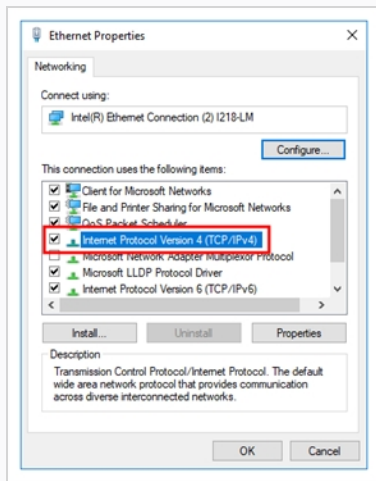 Ethernet Properties
Networking
Connect using:
Intel(R) Ethernet Connection (2) I218-LM
Configure...
This connection uses the following items:
Client for Microsoft Networks
File and Printer Sharing for Microsoft Networks
QoS Packet Scheduler
Internet Protocol Version 4 (TCP/IPv4)
Microsoft Network Adapter Multiplexor Protocol
Microsoft LLDP Protocol Driver
Internet Protocol Version 6 (TCP/IPv6)
Install...
Uninstall
Properties
Description
Transmission Control Protocol/Internet Protocol. The default
wide area network protocol that provides communication
across diverse interconnected networks.
OK
Cancel